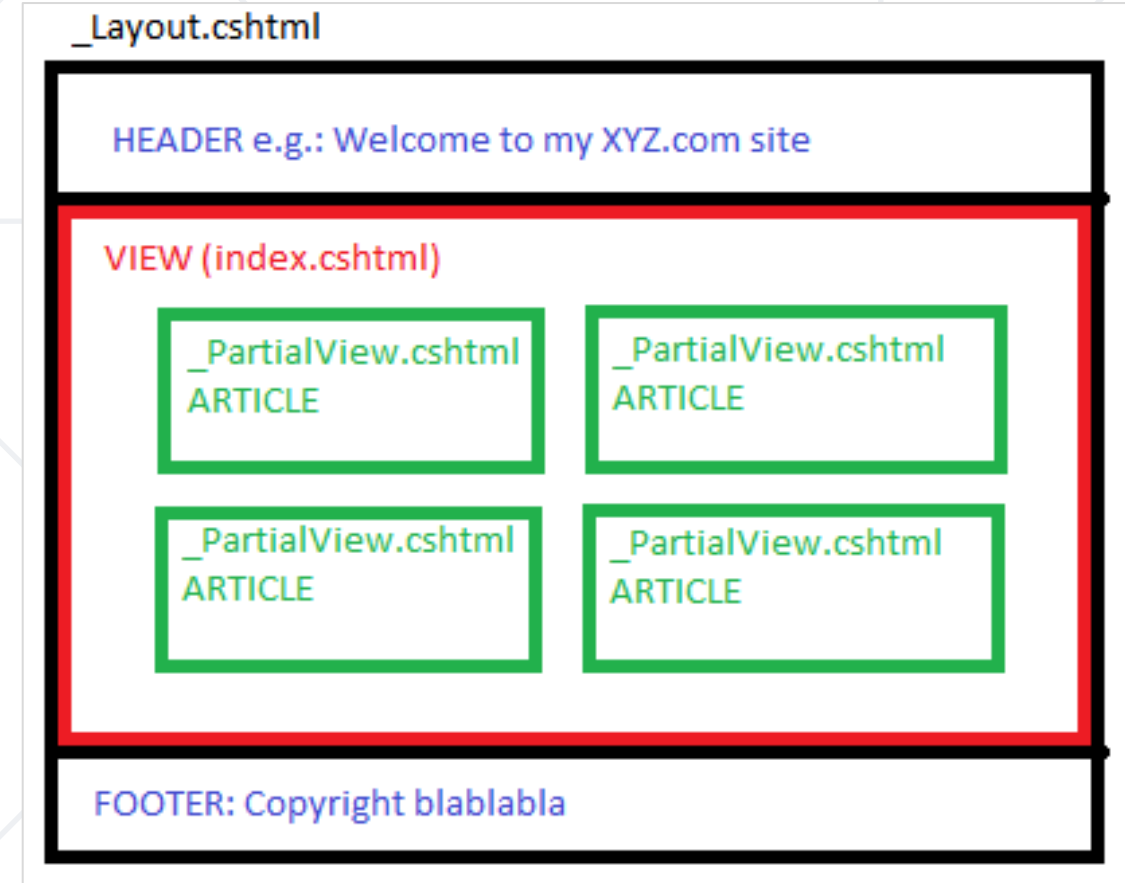 _Layout.cshtml
HEADER e.g.: Welcome to my XYZ.com site
VIEW (index.cshtml)
_PartialView.cshtml
ARTICLE
_PartialView.cshtml
ARTICLE
_PartialView.cshtml
ARTICLE
_PartialView.cshtml
ARTICLE
FOOTER: Copyright blablabla